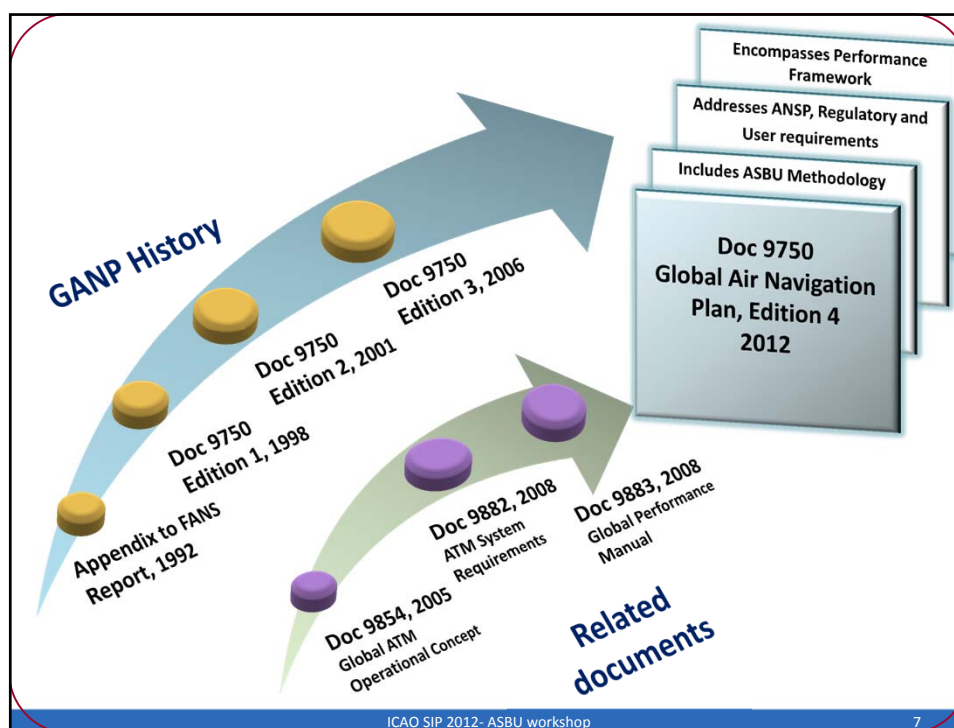 Encompasses Performance
Framework
Addresses ANSP, Regulatory and
User requirements
Includes ASBU Methodology
Doc 9750
Global Air Navigation
Plan, Edition 4
2012
GANP History
Doc 9750
Edition 3, 2006
Doc 9750
Edition 2, 2001
Doc 9750
Edition 1, 1998
Appendix to FANS
Report, 1992
Doc 9883, 2008
Global Performance
Manual
Doc 9882, 2008
ATM System
Requirements
Doc 9854, 2005
Global ATM
Operational Concept
Related
documents
ICAO SIP 2012- ASBU workshop
7